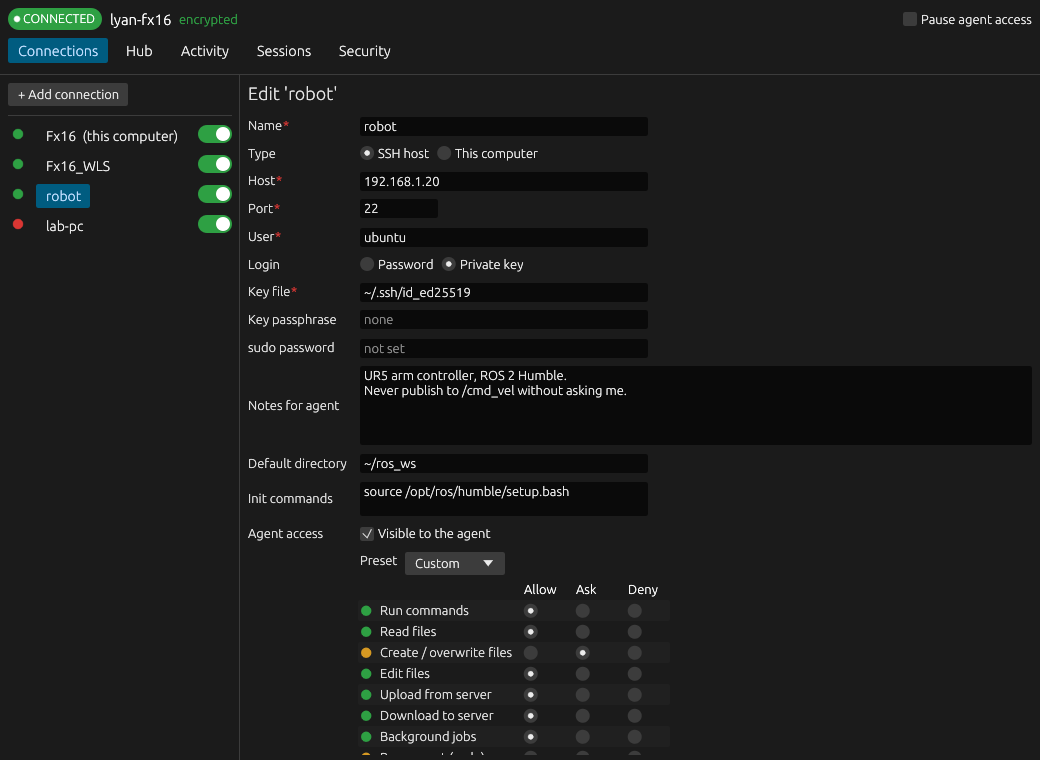 CONNECTED lyan-fx16 encrypted Pause agent access
Connections Hub Activity Sessions Security
+ Add connection
Fx16 (this computer)
Fx16_WLS
robot
lab-pc
Edit 'robot'
Name* robot
Type SSH host This computer
Host* 192.168.1.20
Port* 22
User* ubuntu
Login Password Private key
Key file* ~/.ssh/id_ed25519
Key passphrase none
sudo password not set
Notes for agent
UR5 arm controller, ROS 2 Humble.
Never publish to /cmd_vel without asking me.
Default directory ~/ros_ws
Init commands source /opt/ros/humble/setup.bash
Agent access Visible to the agent
Preset Custom
Allow Ask Deny
Run commands
Read files
Create / overwrite files
Edit files
Upload from server
Download to server
Background jobs